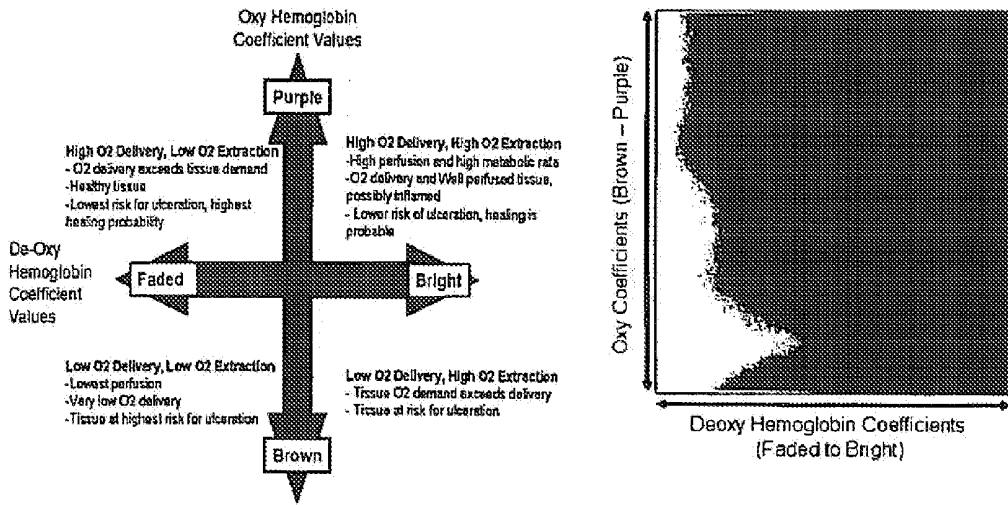 Oxy Hemoglobin
Coefficient Values
Purple
High O2 Delivery, Low O2 Extraction
- O2 delivery exceeds tissue demand
-Healthy tissue
-Lowest risk for ulceration, highest
healing probability
High O2 Delivery, High O2 Extraction
-High perfusion and high metabolic rate
-O2 delivery and Well perfused tissue,
possibly inflamed
- Lower risk of ulceration, healing is
probable
De-Oxy
Hemoglobin
Coefficient
Values
Faded
Bright
Low O2 Delivery, Low O2 Extraction
-Lowest perfusion
-Very low O2 delivery
-Tissue at highest risk for ulceration
Low O2 Delivery, High O2 Extraction
- Tissue O2 demand exceeds delivery
- Tissue at risk for ulceration
Brown
Oxy Coefficients (Brown – Purple)
Deoxy Hemoglobin Coefficients
(Faded to Bright)